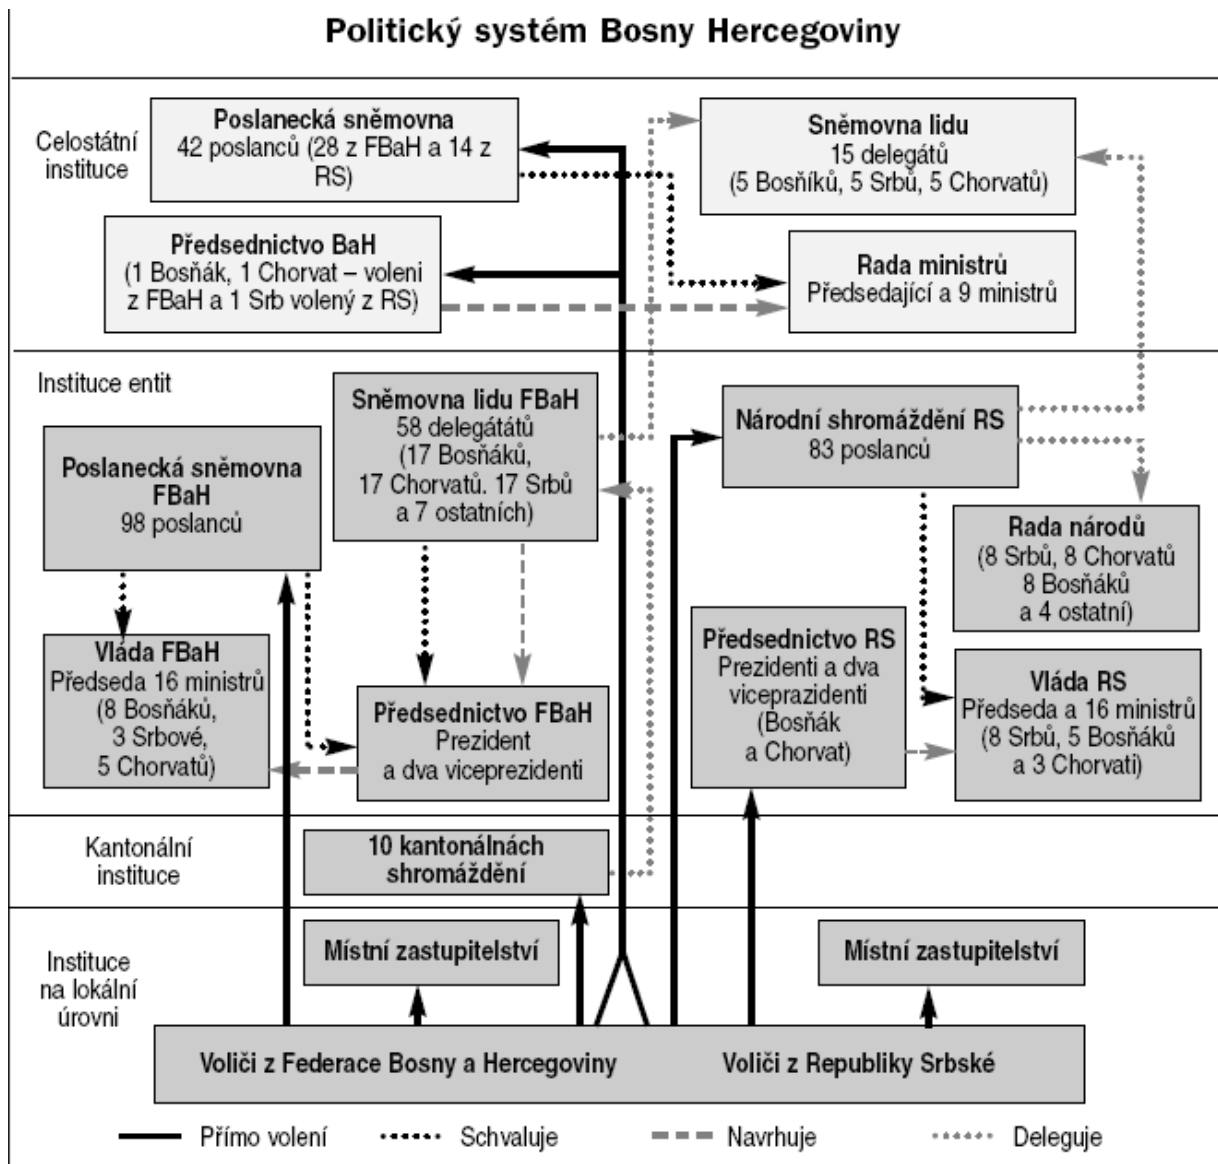 Politický systém Bosny Hercegoviny
Celostátní
instituce
Poslanecká sněmovna
42 poslanců (28 z FBaH a 14 z
RS)
Sněmovna lidu
15 delegátů
(5 Bosňíků, 5 Srbů, 5 Chorvatů)
Předsednictvo BaH
(1 Bosňák, 1 Chorvat – voleni
z FBaH a 1 Srb volený z RS)
Rada ministrů
Předsedající a 9 ministrů
Instituce entit
Sněmovna lidu FBaH
58 delegátátů
(17 Bosňáků,
17 Chorvatů. 17 Srbů
a 7 ostatních)
Národní shromáždění RS
83 poslanců
Poslanecká sněmovna
FBaH
98 poslanců
Rada národů
(8 Srbů, 8 Chorvatů
8 Bosňáků
a 4 ostatní)
Vláda FBaH
Předseda 16 ministrů
(8 Bosňáků,
3 Srbové,
5 Chorvatů)
Předsednictvo FBaH
Prezident
a dva viceprezidenti
Předsednictvo RS
Prezidenti a dva
viceprazidenti
(Bosňák
a Chorvat)
Vláda RS
Předseda a 16 ministrů
(8 Srbů, 5 Bosňáků
a 3 Chorvati)
Kantonální
instituce
10 kantonálnách
shromáždění
Instituce
na lokální
úrovni
Místní zastupitelství
Místní zastupitelství
Voliči z Federace Bosny a Hercegoviny
Voliči z Republiky Srbské
Přímo volení
Schvaluje
Navrhuje
Deleguje